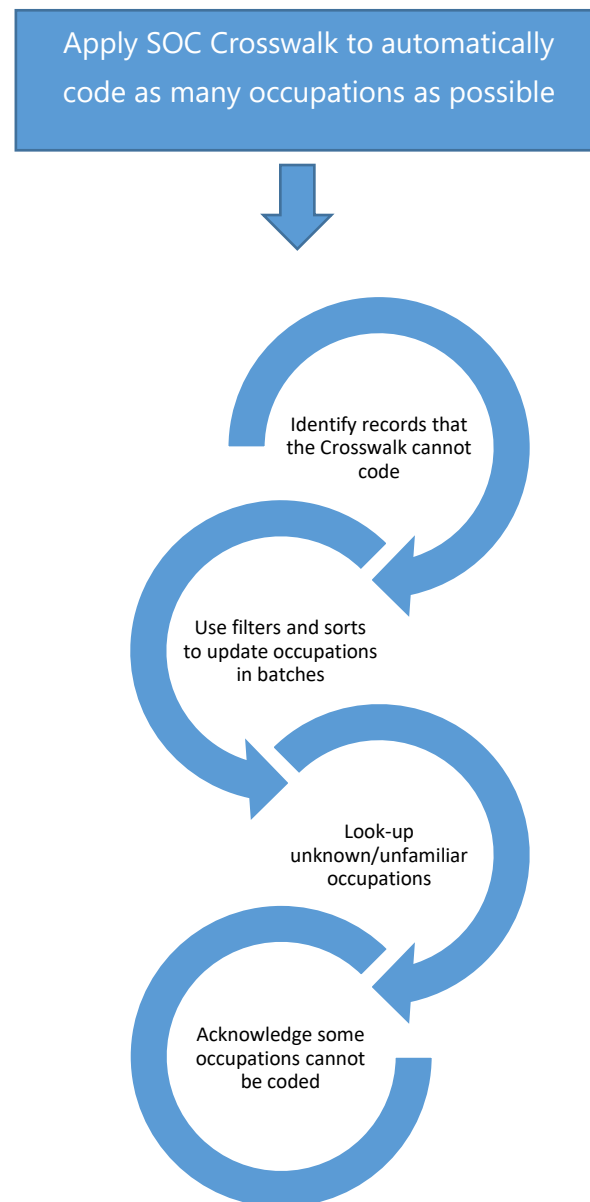 Apply SOC Crosswalk to automatically
code as many occupations as possible
Identify records that
the Crosswalk cannot
code
Use filters and sorts
to update occupations
in batches
Look-up
unknown/unfamiliar
occupations
Acknowledge some
occupations cannot
be coded